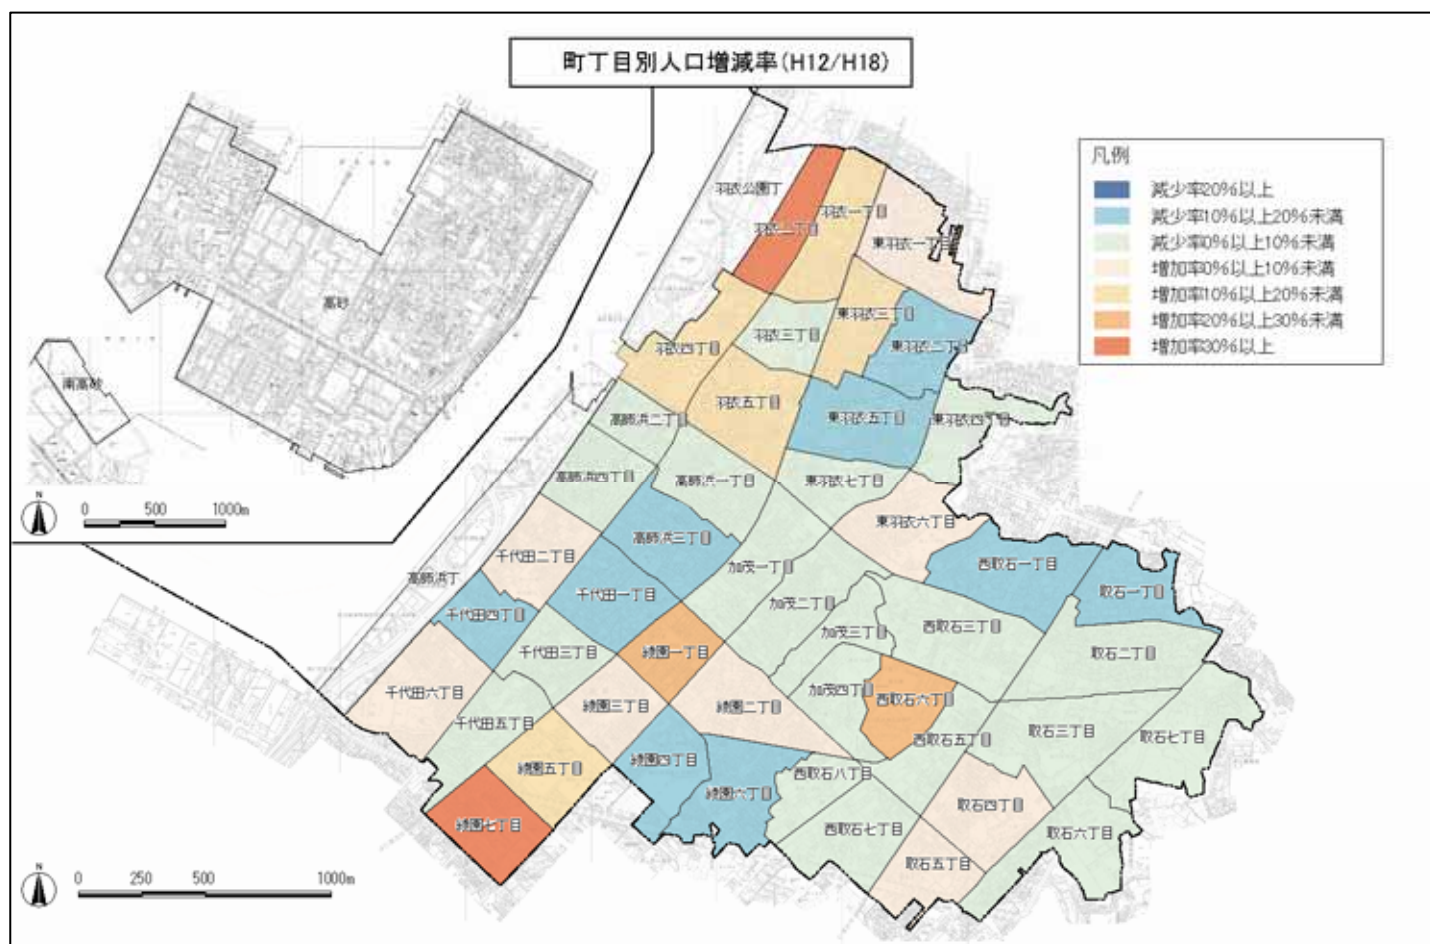 町丁目別人口増減率(H12/H18)
凡例
減少率20%以上
減少率10%以上20%未満
減少率0%以上10%未満
増加率0%以上10%未満
増加率10%以上20%未満
増加率20%以上30%未満
増加率30%以上
高砂
南高砂
N
0 500 1000m
羽衣公園丁
羽衣二丁目
羽衣一丁目
東羽衣一丁目
羽衣四丁目
羽衣三丁目
東羽衣三丁目
東羽衣二丁目
羽衣五丁目
東羽衣五丁目
東羽衣四丁目
高師浜二丁目
高師浜四丁目
高師浜一丁目
東羽衣七丁目
東羽衣六丁目
高師浜三丁目
千代田二丁目
高師浜丁
千代田一丁目
加茂一丁目
西取石一丁目
取石一丁目
千代田四丁目
加茂二丁目
加茂三丁目
西取石三丁目
取石二丁目
千代田三丁目
綾園一丁目
千代田六丁目
綾園三丁目
綾園二丁目
加茂四丁目
西取石六丁目
千代田五丁目
西取石五丁目
取石三丁目
取石七丁目
綾園五丁目
綾園四丁目
綾園六丁目
西取石八丁目
綾園七丁目
西取石七丁目
取石四丁目
取石六丁目
取石五丁目
N
0 250 500 1000m